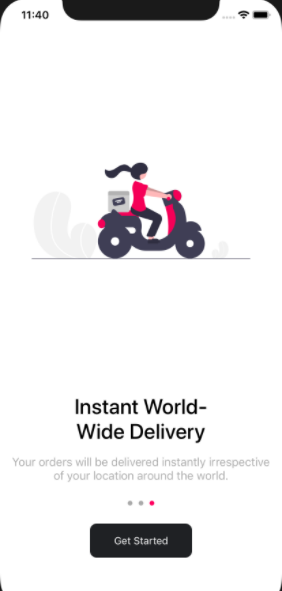 11:40
Instant World-
Wide Delivery
Your orders will be delivered instantly irrespective
of your location around the world.
Get Started